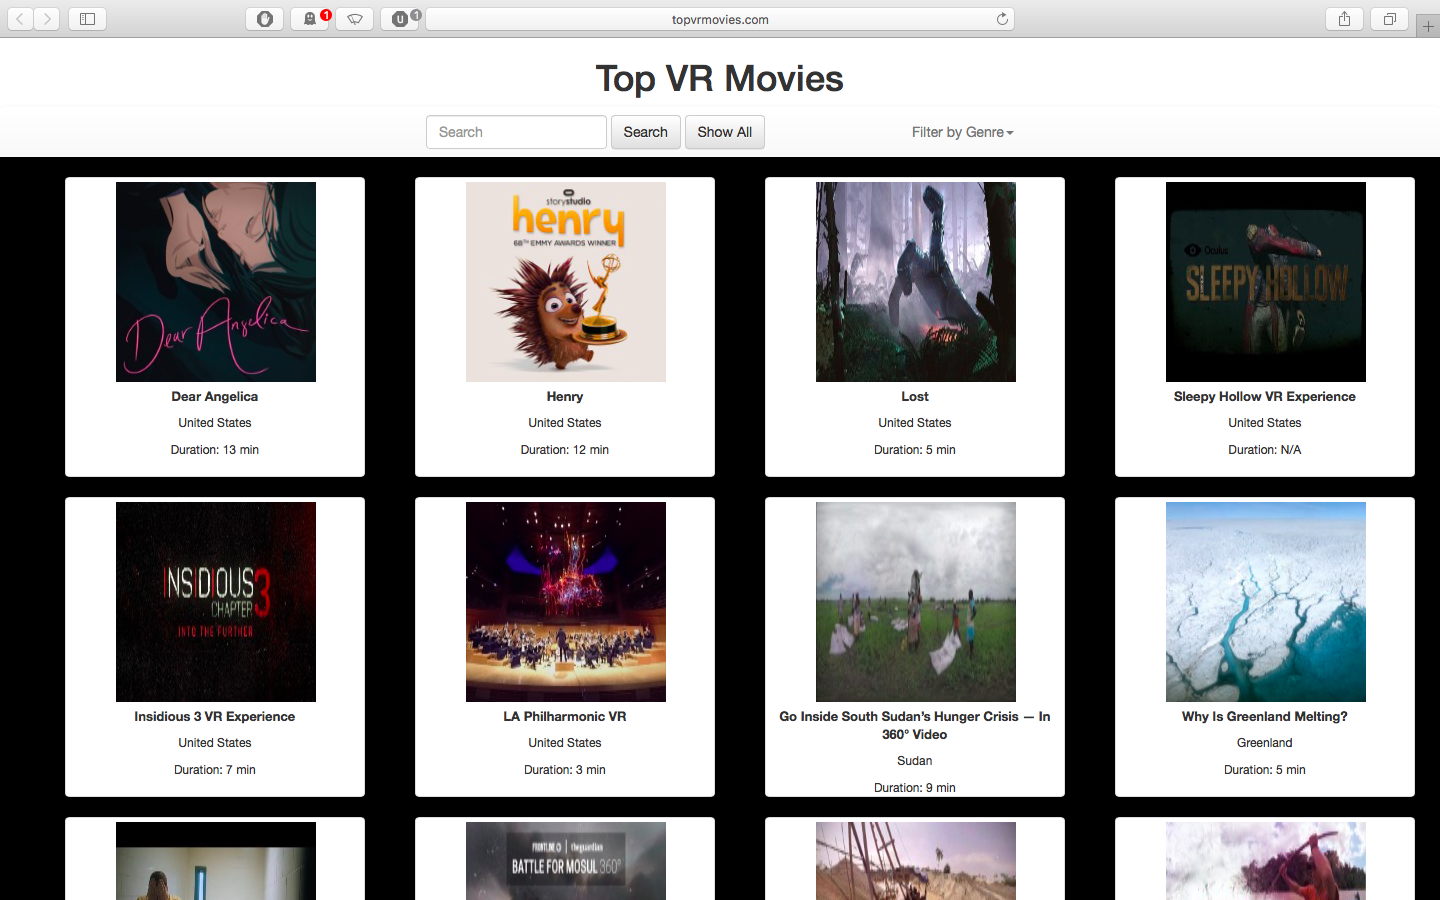 topvrmovies.com
1
1
Top VR Movies
Search
Search
Show All
Filter by Genre
Dear Angelica
Dear Angelica
United States
Duration: 13 min
storystudio
henry
68TH EMMY AWARDS WINNER
Henry
United States
Duration: 12 min
Lost
United States
Duration: 5 min
Oculus
SLEEPY HOLLOW
Sleepy Hollow VR Experience
United States
Duration: N/A
INSIDIOUS
CHAPTER 3
INTO THE FURTHER
Insidious 3 VR Experience
United States
Duration: 7 min
LA Philharmonic VR
United States
Duration: 3 min
Go Inside South Sudan’s Hunger Crisis — In
360° Video
Sudan
Duration: 9 min
Why Is Greenland Melting?
Greenland
Duration: 5 min
FRONTLINE | theguardian
BATTLE FOR MOSUL 360°